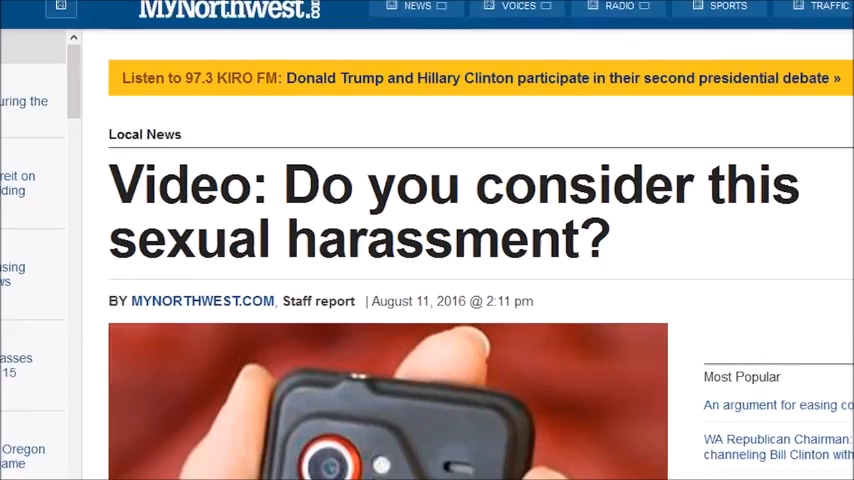 MYNORTHWEST.
NEWS VOICES RADIO SPORTS TRAFFIC
Listen to 97.3 KIRO FM: Donald Trump and Hillary Clinton participate in their second presidential debate »
uring the
Local News
reit on
lding
Video: Do you consider this
sexual harassment?
using
ws
BY MYNORTHWEST.COM, Staff report | August 11, 2016 @ 2:11 pm
asses
15
Most Popular
An argument for easing co
WA Republican Chairman:
channeling Bill Clinton with
Oregon
ame